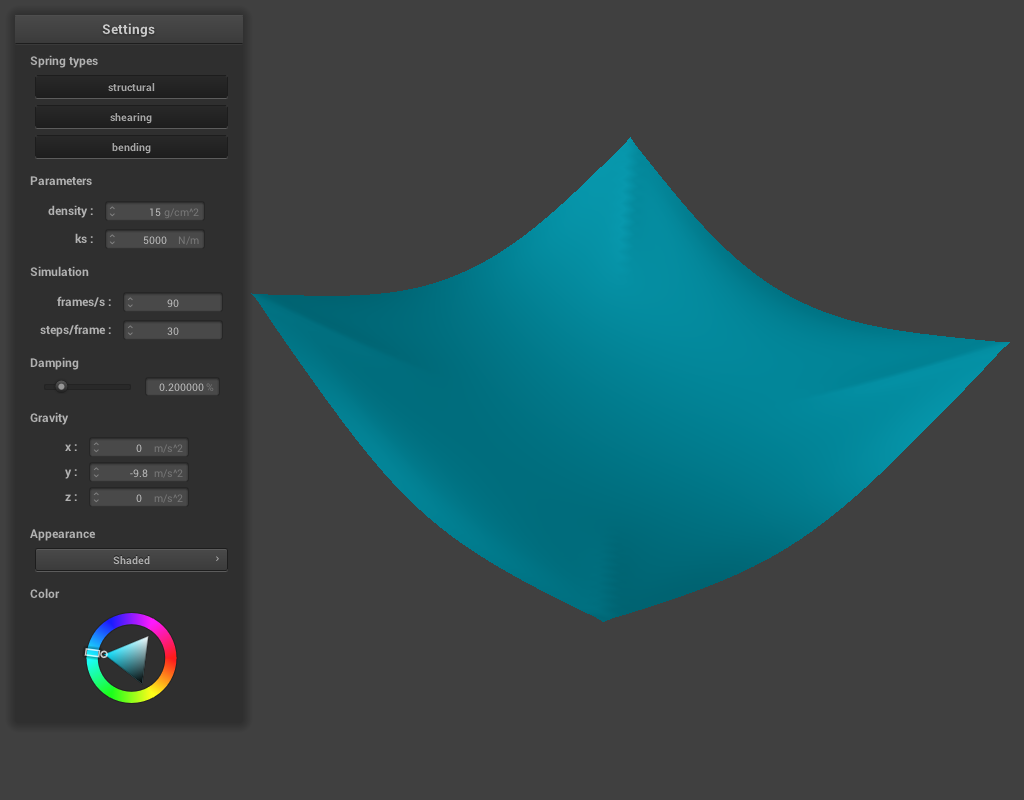 Settings
Spring types
structural
shearing
bending
Parameters
density : 15 g/cm^2
ks : 5000 N/m
Simulation
frames/s : 90
steps/frame : 30
Damping
0.200000 %
Gravity
x : 0 m/s^2
y : -9.8 m/s^2
z : 0 m/s^2
Appearance
Shaded ›
Color